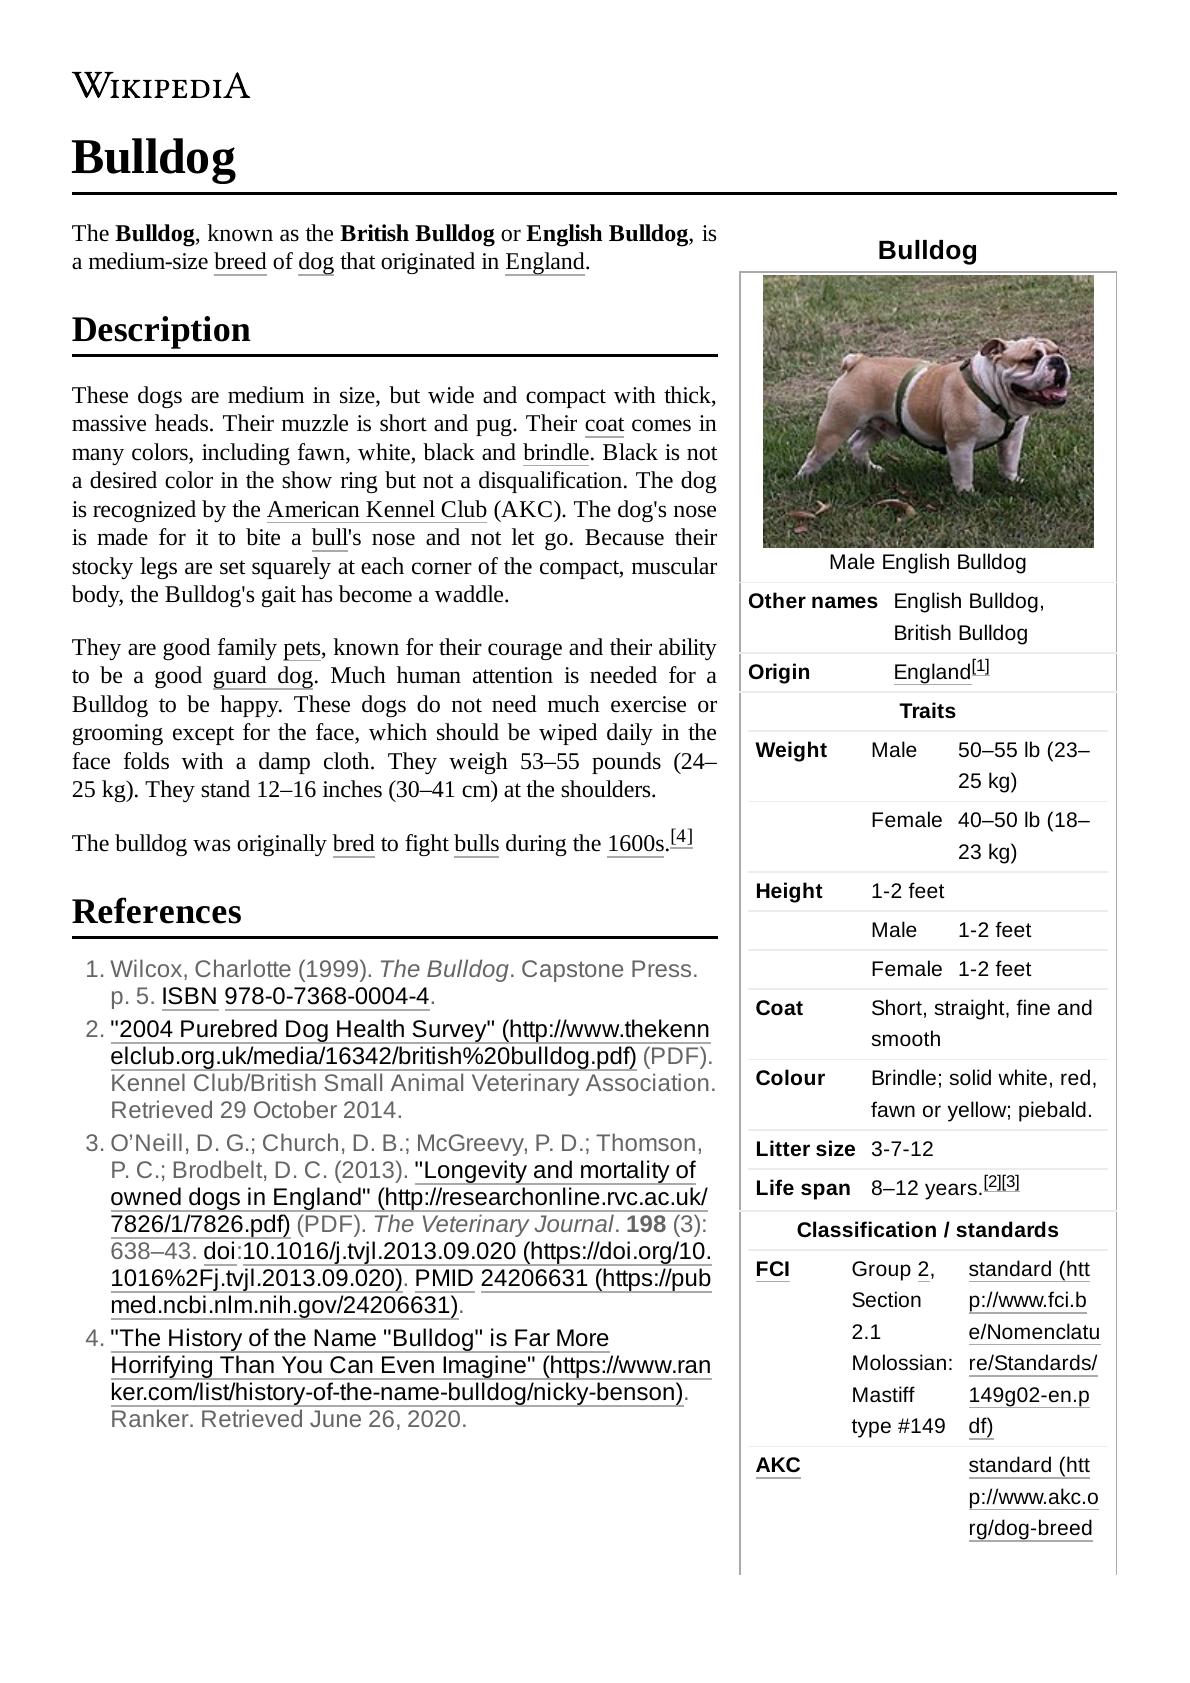 WIKIPEDIA
Bulldog
The Bulldog, known as the British Bulldog or English Bulldog, is
a medium-size breed of dog that originated in England.
Description
These dogs are medium in size, but wide and compact with thick,
massive heads. Their muzzle is short and pug. Their coat comes in
many colors, including fawn, white, black and brindle. Black is not
a desired color in the show ring but not a disqualification. The dog
is recognized by the American Kennel Club (AKC). The dog's nose
is made for it to bite a bull's nose and not let go. Because their
stocky legs are set squarely at each corner of the compact, muscular
body, the Bulldog's gait has become a waddle.
They are good family pets, known for their courage and their ability
to be a good guard dog. Much human attention is needed for a
Bulldog to be happy. These dogs do not need much exercise or
grooming except for the face, which should be wiped daily in the
face folds with a damp cloth. They weigh 53–55 pounds (24–
25 kg). They stand 12–16 inches (30–41 cm) at the shoulders.
The bulldog was originally bred to fight bulls during the 1600s.[4]
References
1. Wilcox, Charlotte (1999). The Bulldog. Capstone Press.
p. 5. ISBN 978-0-7368-0004-4.
2. "2004 Purebred Dog Health Survey" (http://www.thekenn
elclub.org.uk/media/16342/british%20bulldog.pdf) (PDF).
Kennel Club/British Small Animal Veterinary Association.
Retrieved 29 October 2014.
3. O’Neill, D. G.; Church, D. B.; McGreevy, P. D.; Thomson,
P. C.; Brodbelt, D. C. (2013). "Longevity and mortality of
owned dogs in England" (http://researchonline.rvc.ac.uk/
7826/1/7826.pdf) (PDF). The Veterinary Journal. 198 (3):
638–43. doi:10.1016/j.tvjl.2013.09.020 (https://doi.org/10.
1016%2Fj.tvjl.2013.09.020). PMID 24206631 (https://pub
med.ncbi.nlm.nih.gov/24206631).
4. "The History of the Name "Bulldog" is Far More
Horrifying Than You Can Even Imagine" (https://www.ran
ker.com/list/history-of-the-name-bulldog/nicky-benson).
Ranker. Retrieved June 26, 2020.
Bulldog
Male English Bulldog
Other names English Bulldog,
British Bulldog
Origin England[1]
Traits
Weight Male 50–55 lb (23–
25 kg)
Female 40–50 lb (18–
23 kg)
Height 1-2 feet
Male 1-2 feet
Female 1-2 feet
Coat Short, straight, fine and
smooth
Colour Brindle; solid white, red,
fawn or yellow; piebald.
Litter size 3-7-12
Life span 8–12 years.[2][3]
Classification / standards
FCI Group 2, standard (htt
Section p://www.fci.b
2.1 e/Nomenclatu
Molossian: re/Standards/
Mastiff 149g02-en.p
type #149 df)
AKC standard (htt
p://www.akc.o
rg/dog-breed